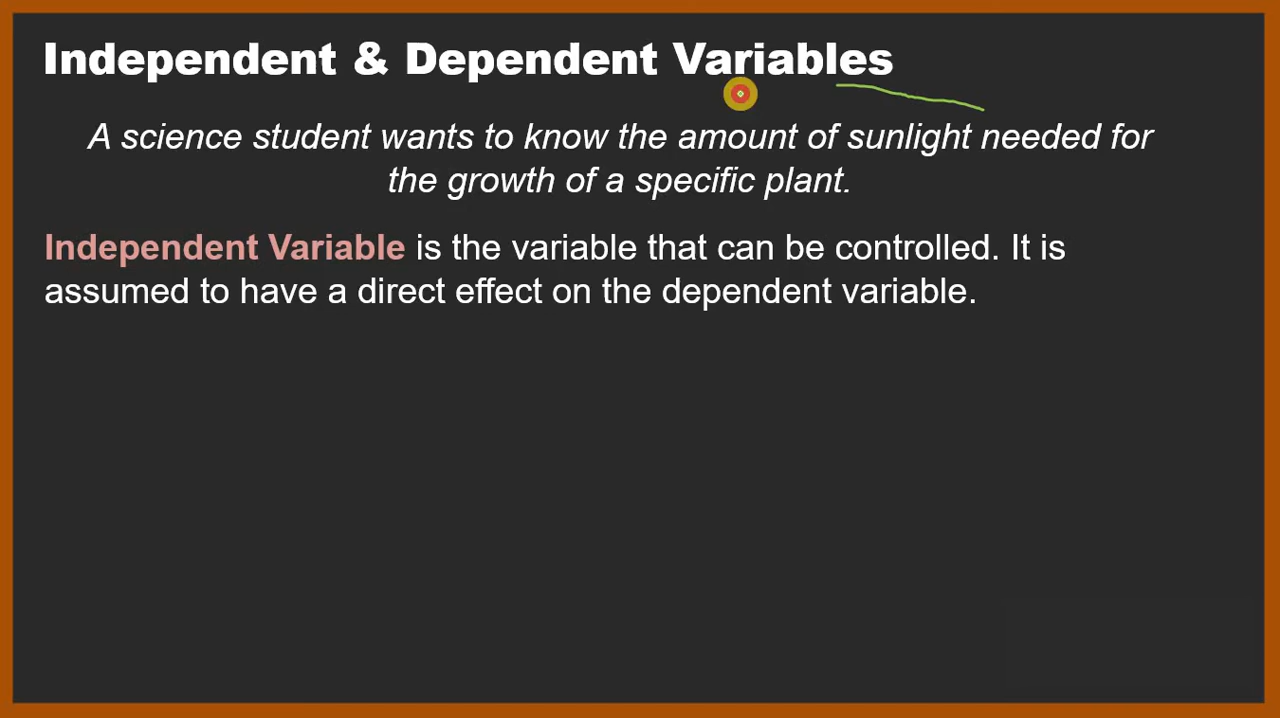 Independent & Dependent Variables
A science student wants to know the amount of sunlight needed for
the growth of a specific plant.
Independent Variable is the variable that can be controlled. It is
assumed to have a direct effect on the dependent variable.